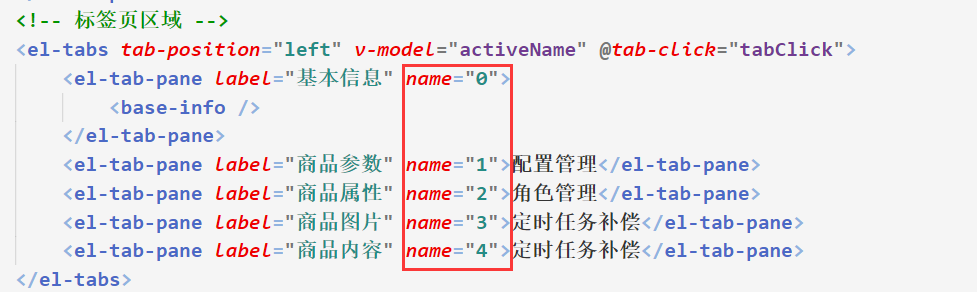 <!-- 标签页区域 -->
<el-tabs tab-position="left" v-model="activeName" @tab-click="tabClick">
<el-tab-pane label="基本信息" name="0">
<base-info />
</el-tab-pane>
<el-tab-pane label="商品参数" name="1">配置管理</el-tab-pane>
<el-tab-pane label="商品属性" name="2">角色管理</el-tab-pane>
<el-tab-pane label="商品图片" name="3">定时任务补偿</el-tab-pane>
<el-tab-pane label="商品内容" name="4">定时任务补偿</el-tab-pane>
</el-tabs>